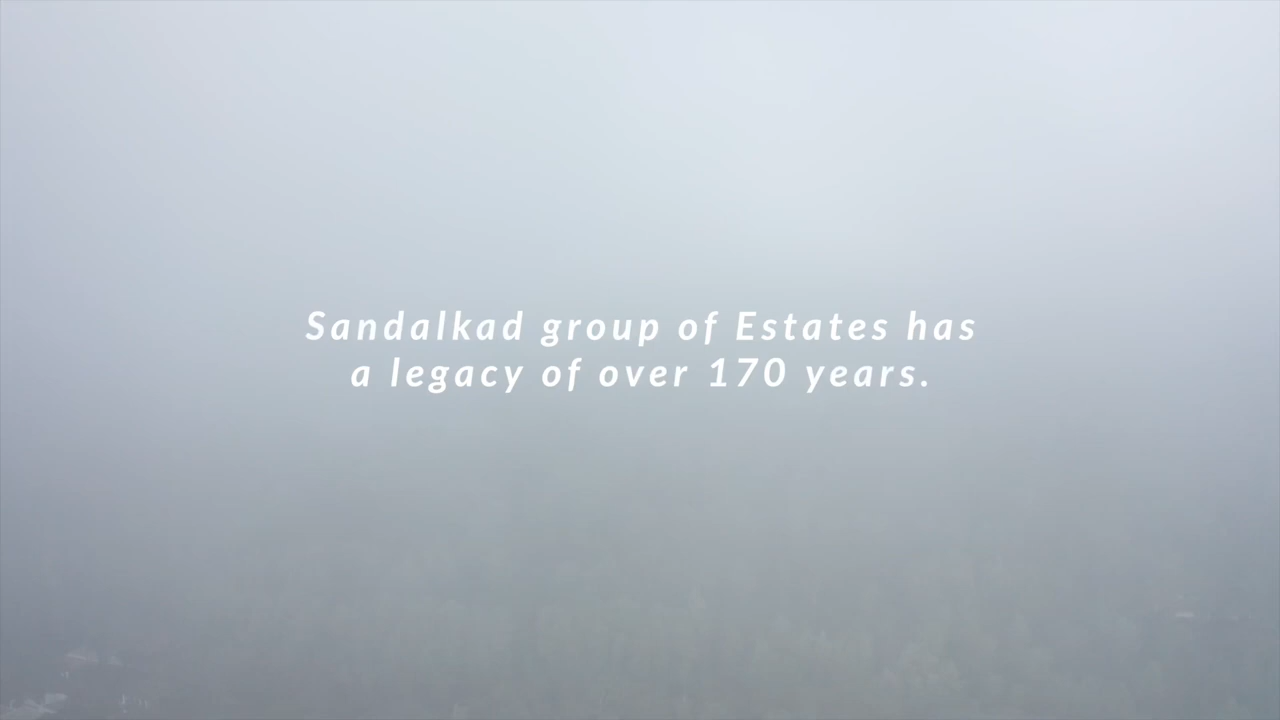 Sandalkad group of Estates has
a legacy of over 170 years.